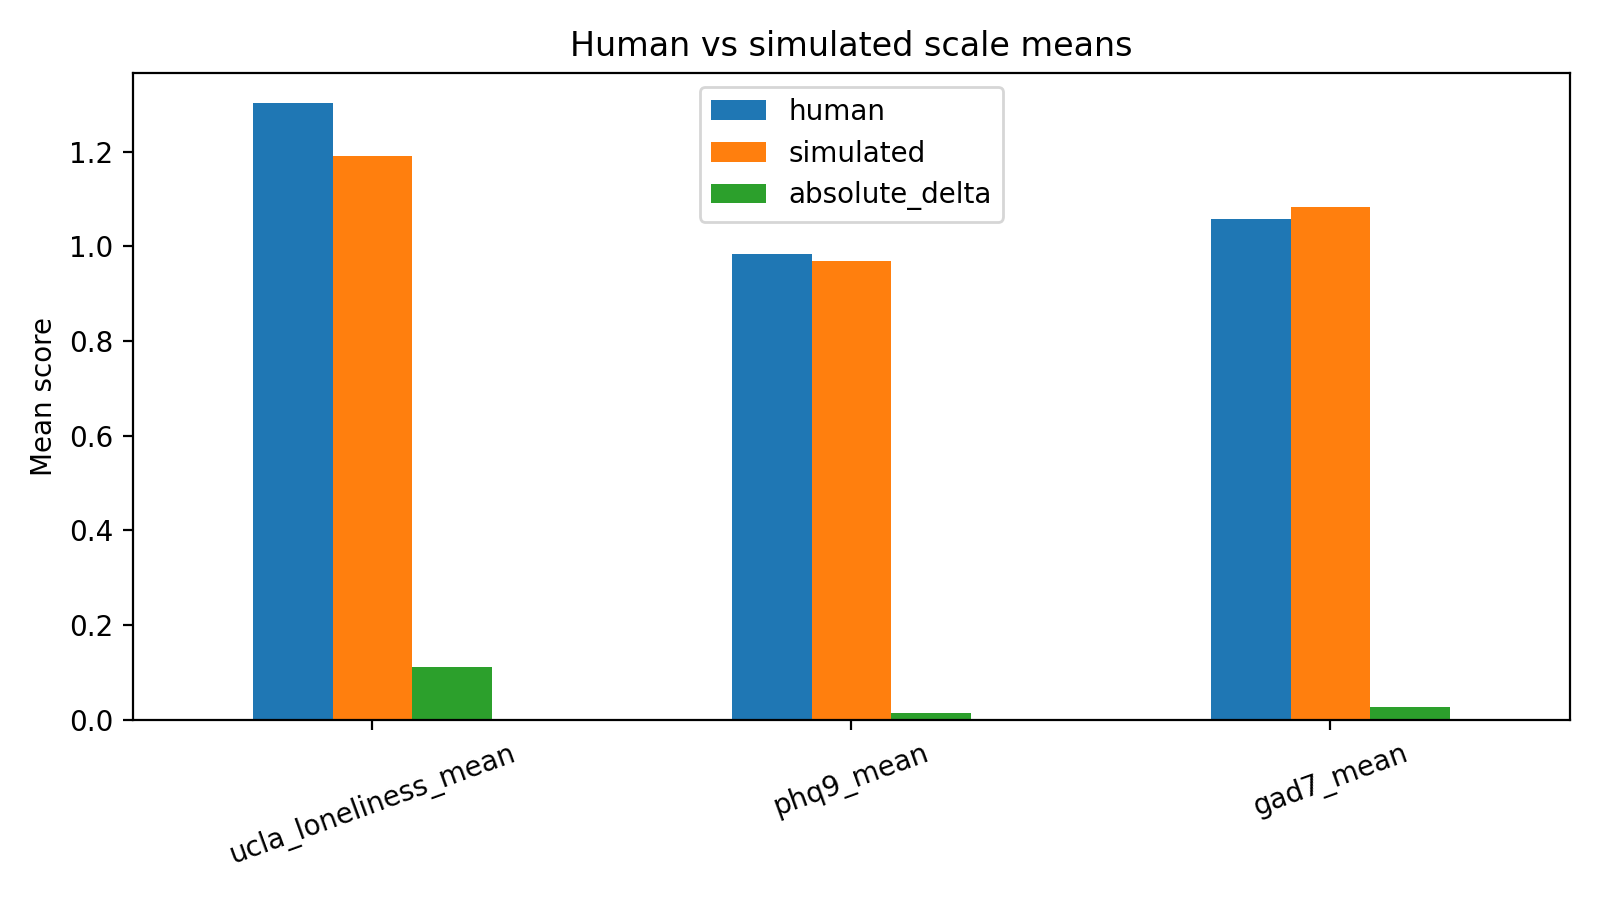 Human vs simulated scale means
human
simulated
absolute_delta
Mean score
1.2
1.0
0.8
0.6
0.4
0.2
0.0
ucla_loneliness_mean
phq9_mean
gad7_mean